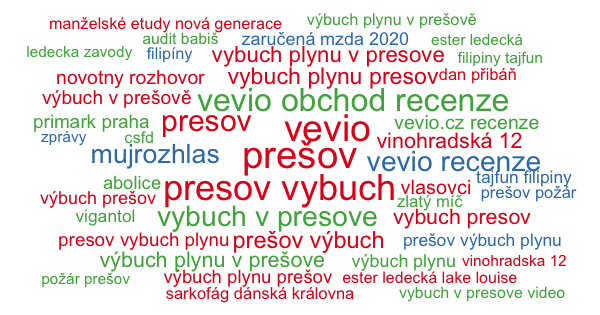 manželské etudy nová generace
výbuch plynu v prešově
audit babiš
zaručená mzda 2020
ester ledecká
ledecka zavody
filipíny
vybuch plynu v presove
filipiny tajfun
novotny rozhovor
vybuch plynu presov
dan přibáň
výbuch v prešově
vevio obchod recenze
primark praha
presov
vevio
vevio.cz recenze
zprávy
csfd
vinohradská 12
mujrozhlas
prešov
vevio recenze
abolice
presov vybuch
vlasovci
tajfun filipiny
výbuch prešov
zlatý míč
prešov požár
vigantol
vybuch v presove
vybuch presov
presov vybuch plynu
prešov výbuch
prešov výbuch plynu
výbuch plynu v prešove
výbuch plynu
vinohradska 12
požár prešov
výbuch plynu prešov
ester ledecká lake louise
sarkofág dánská královna
vybuch v presove video